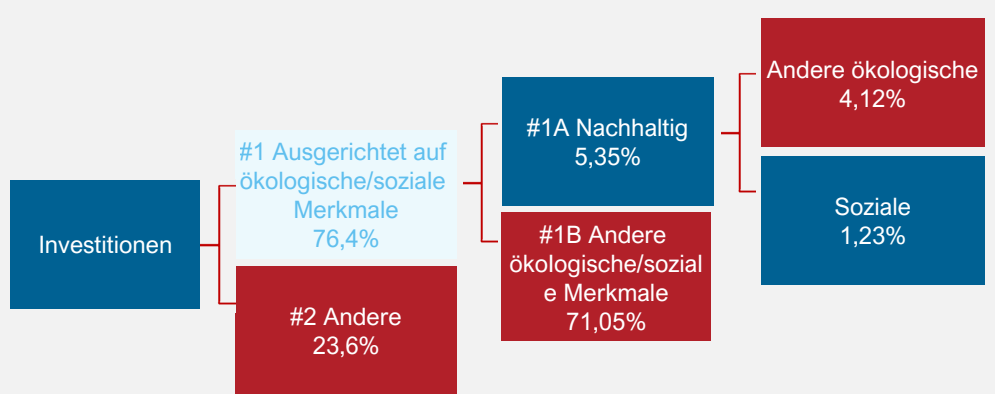 Investitionen
#1 Ausgerichtet auf
ökologische/soziale
Merkmale
76,4%
#2 Andere
23,6%
#1A Nachhaltig
5,35%
#1B Andere
ökologische/sozial
e Merkmale
71,05%
Andere ökologische
4,12%
Soziale
1,23%